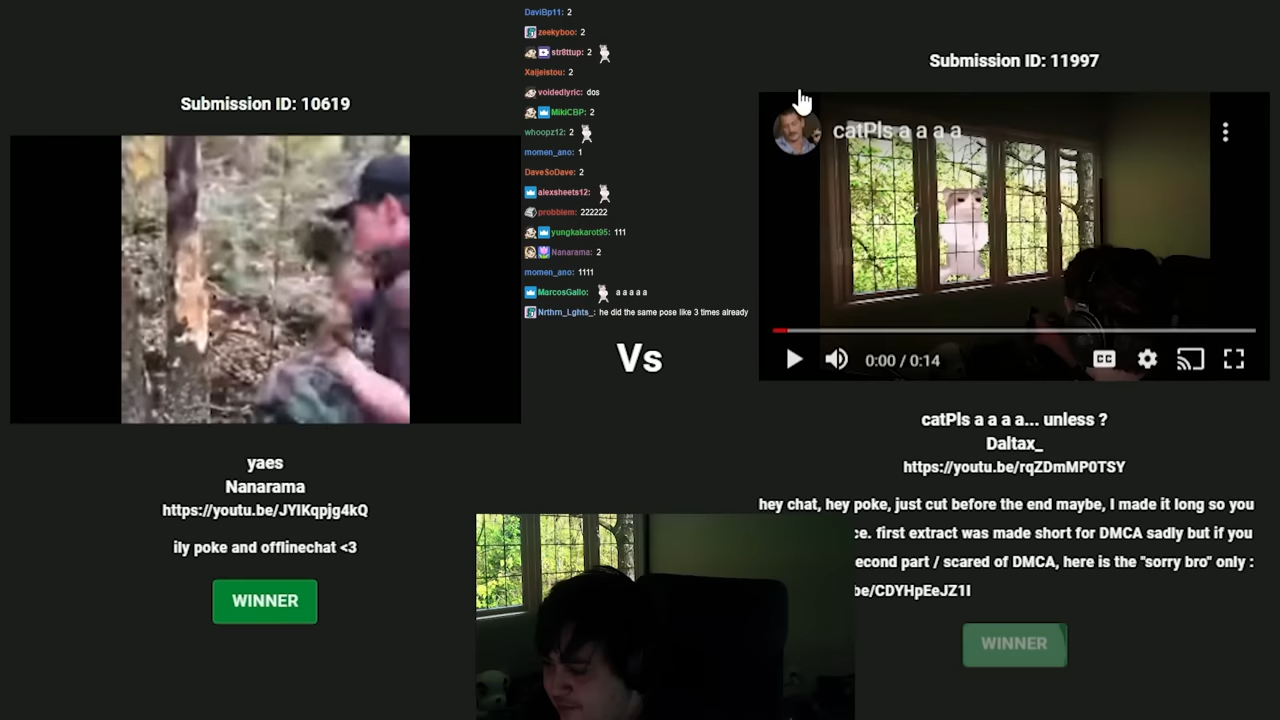 Submission ID: 10619
yaes
Nanarama
https://youtu.be/JYIKqpjg4kQ
ily poke and offlinechat <3
WINNER
DaviBp11: 2
zeekyboo: 2
str8ttup: 2
Xaijeistou: 2
voidedlyric: dos
MikiCBP: 2
whoopz12: 2
momen_ano: 1
DaveSoDave: 2
alexsheets12:
probblem: 222222
yungkakarot95: 111
Nanarama: 2
momen_ano: 1111
MarcosGallo: a a a a a
Nrthrn_Lghts_: he did the same pose like 3 times already
Vs
Submission ID: 11997
catPls a a a a
0:00 / 0:14
CC
catPls a a a a... unless ?
Daltax_
https://youtu.be/rqZDmMP0TSY
hey chat, hey poke, just cut before the end maybe, I made it long so you
ce. first extract was made short for DMCA sadly but if you
econd part / scared of DMCA, here is the "sorry bro" only :
be/CDYHpEeJZ1I
WINNER